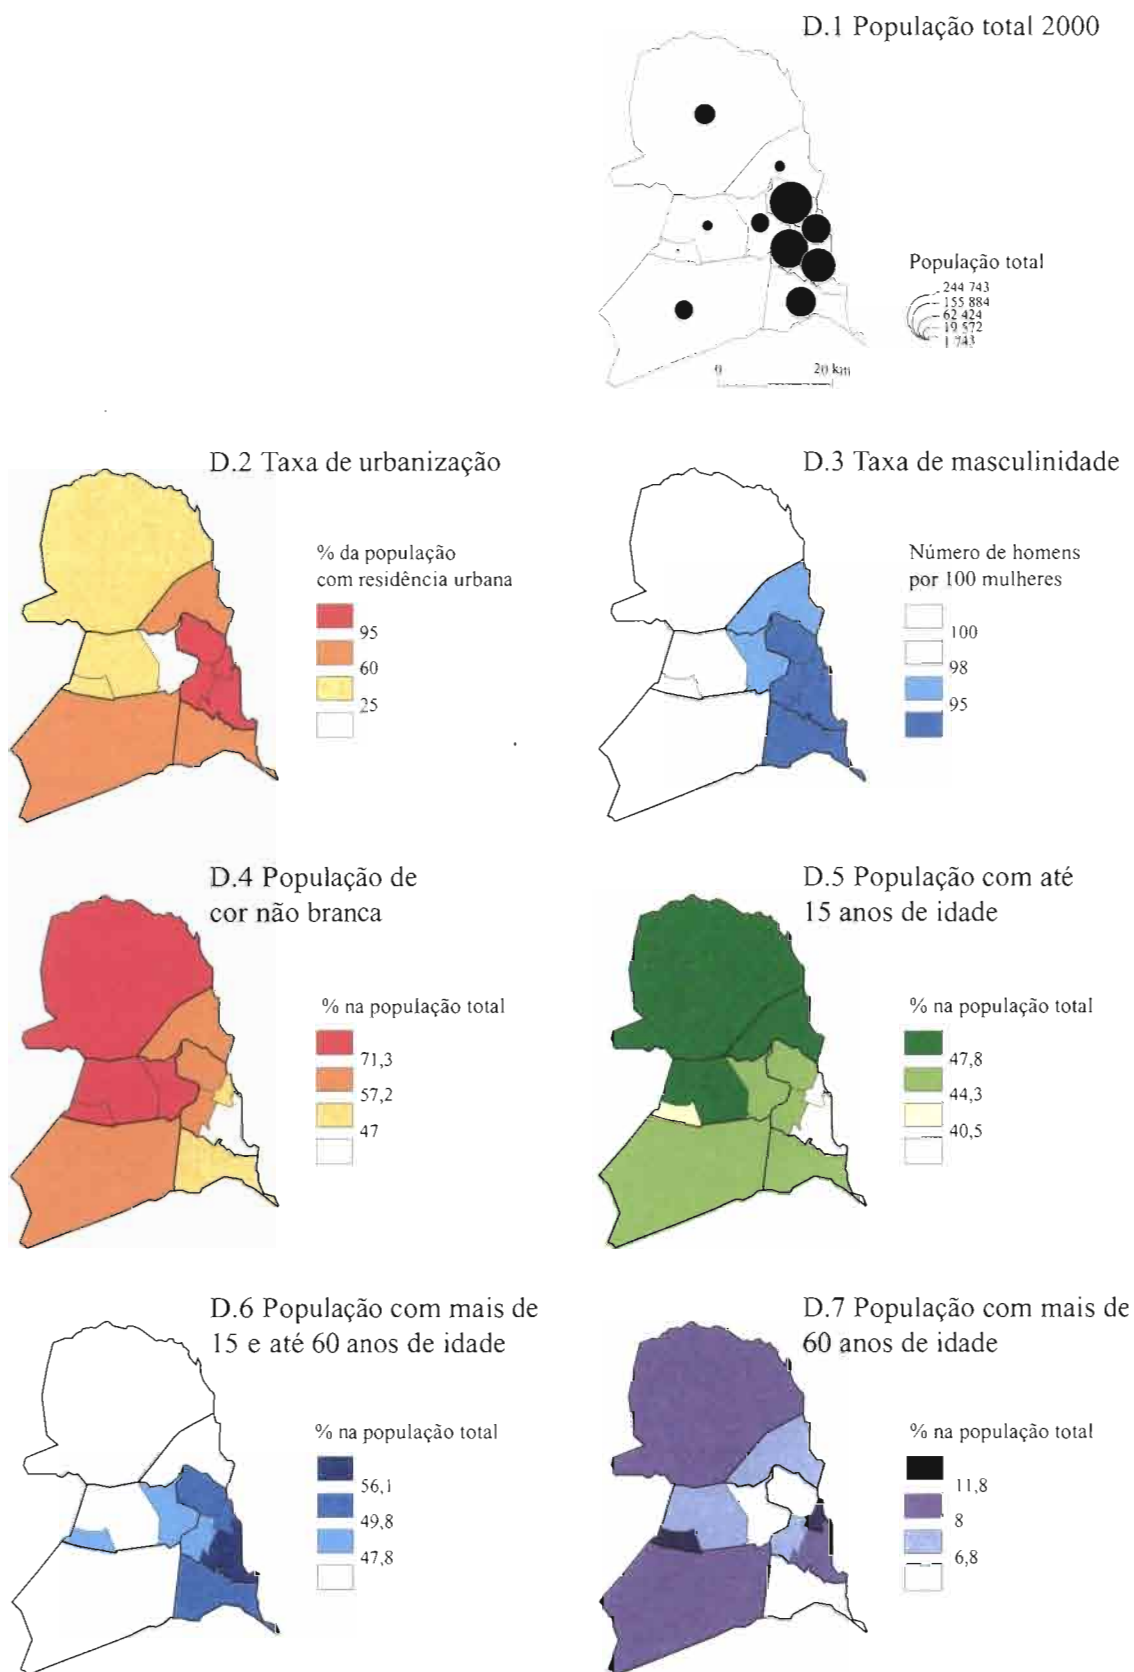 D.1 População total 2000
População total
244 743
155 884
62 424
19 572
1 743
0
20 km
D.2 Taxa de urbanização
% da população
com residência urbana
95
60
25
D.3 Taxa de masculinidade
Número de homens
por 100 mulheres
100
98
95
D.4 População de
cor não branca
% na população total
71,3
57,2
47
D.5 População com até
15 anos de idade
% na população total
47,8
44,3
40,5
D.6 População com mais de
15 e até 60 anos de idade
% na população total
56,1
49,8
47,8
D.7 População com mais de
60 anos de idade
% na população total
11,8
8
6,8